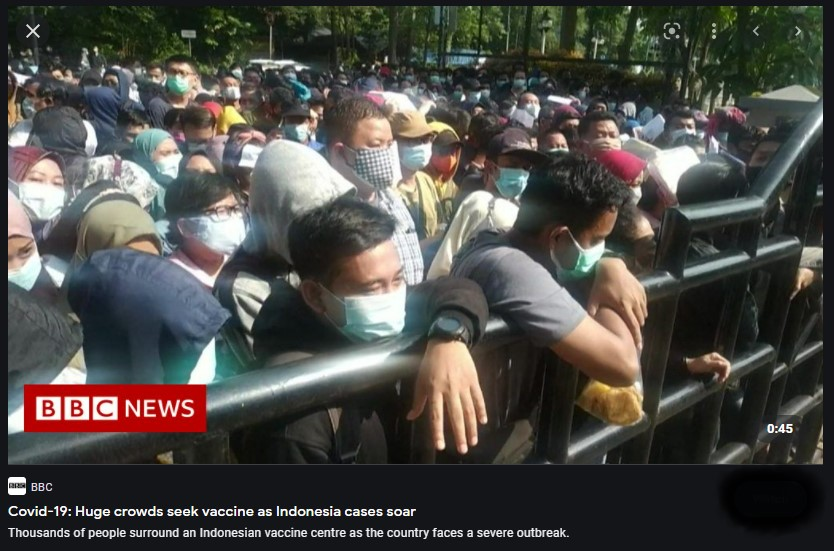 BBC NEWS
0:45
BBC BBC
Covid-19: Huge crowds seek vaccine as Indonesia cases soar
Thousands of people surround an Indonesian vaccine centre as the country faces a severe outbreak.